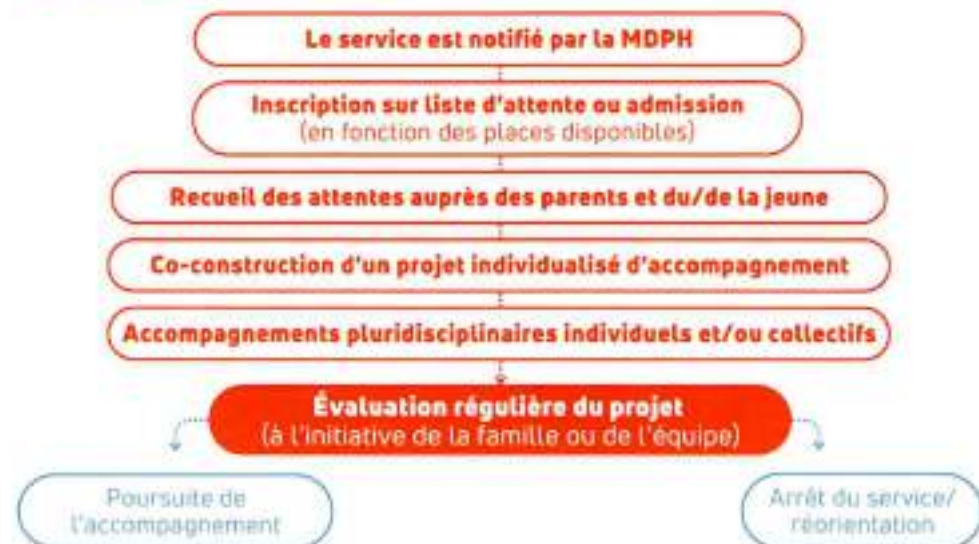 Le service est notifié par la MDPH
Inscription sur liste d'attente ou admission
(en fonction des places disponibles)
Recueil des attentes auprès des parents et du/de la jeune
Co-construction d'un projet individualisé d'accompagnement
Accompagnements pluridisciplinaires individuels et/ou collectifs
Évaluation régulière du projet
(à l'initiative de la famille ou de l'équipe)
Poursuite de
l'accompagnement
Arrêt du service/
réorientation